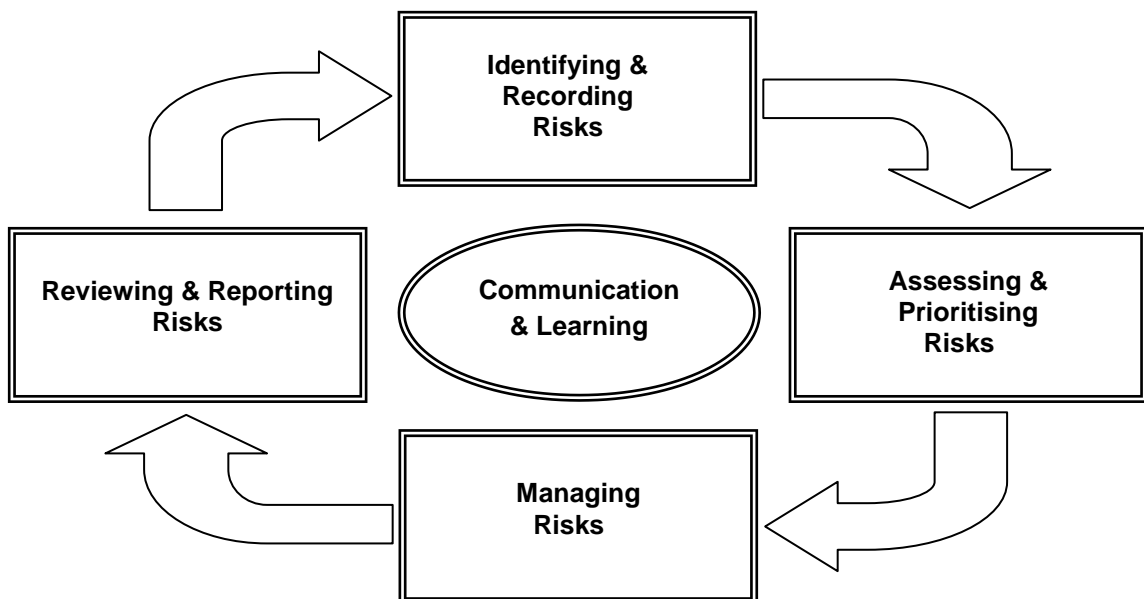 Identifying &
Recording
Risks
Reviewing & Reporting
Risks
Communication
& Learning
Assessing &
Prioritising
Risks
Managing
Risks